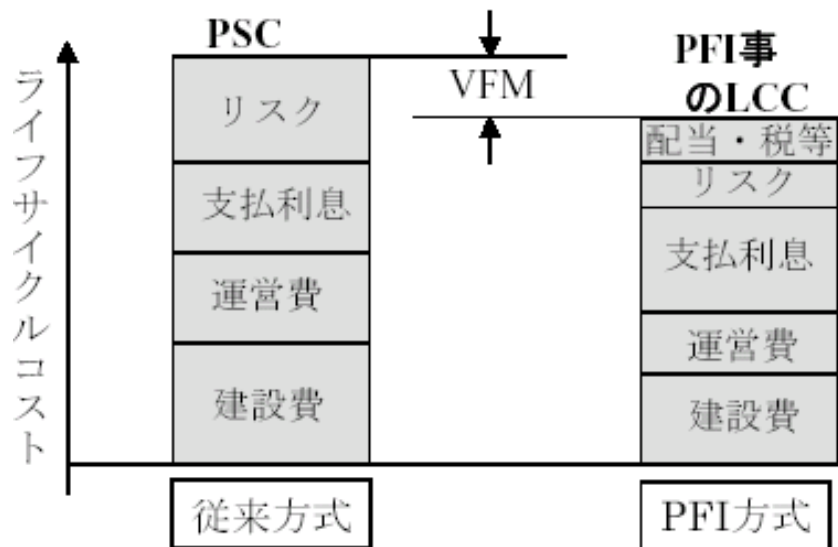 ライフサイクルコスト
PSC
リスク
支払利息
運営費
建設費
従来方式
VFM
PFI事
のLCC
配当・税等
リスク
支払利息
運営費
建設費
PFI方式